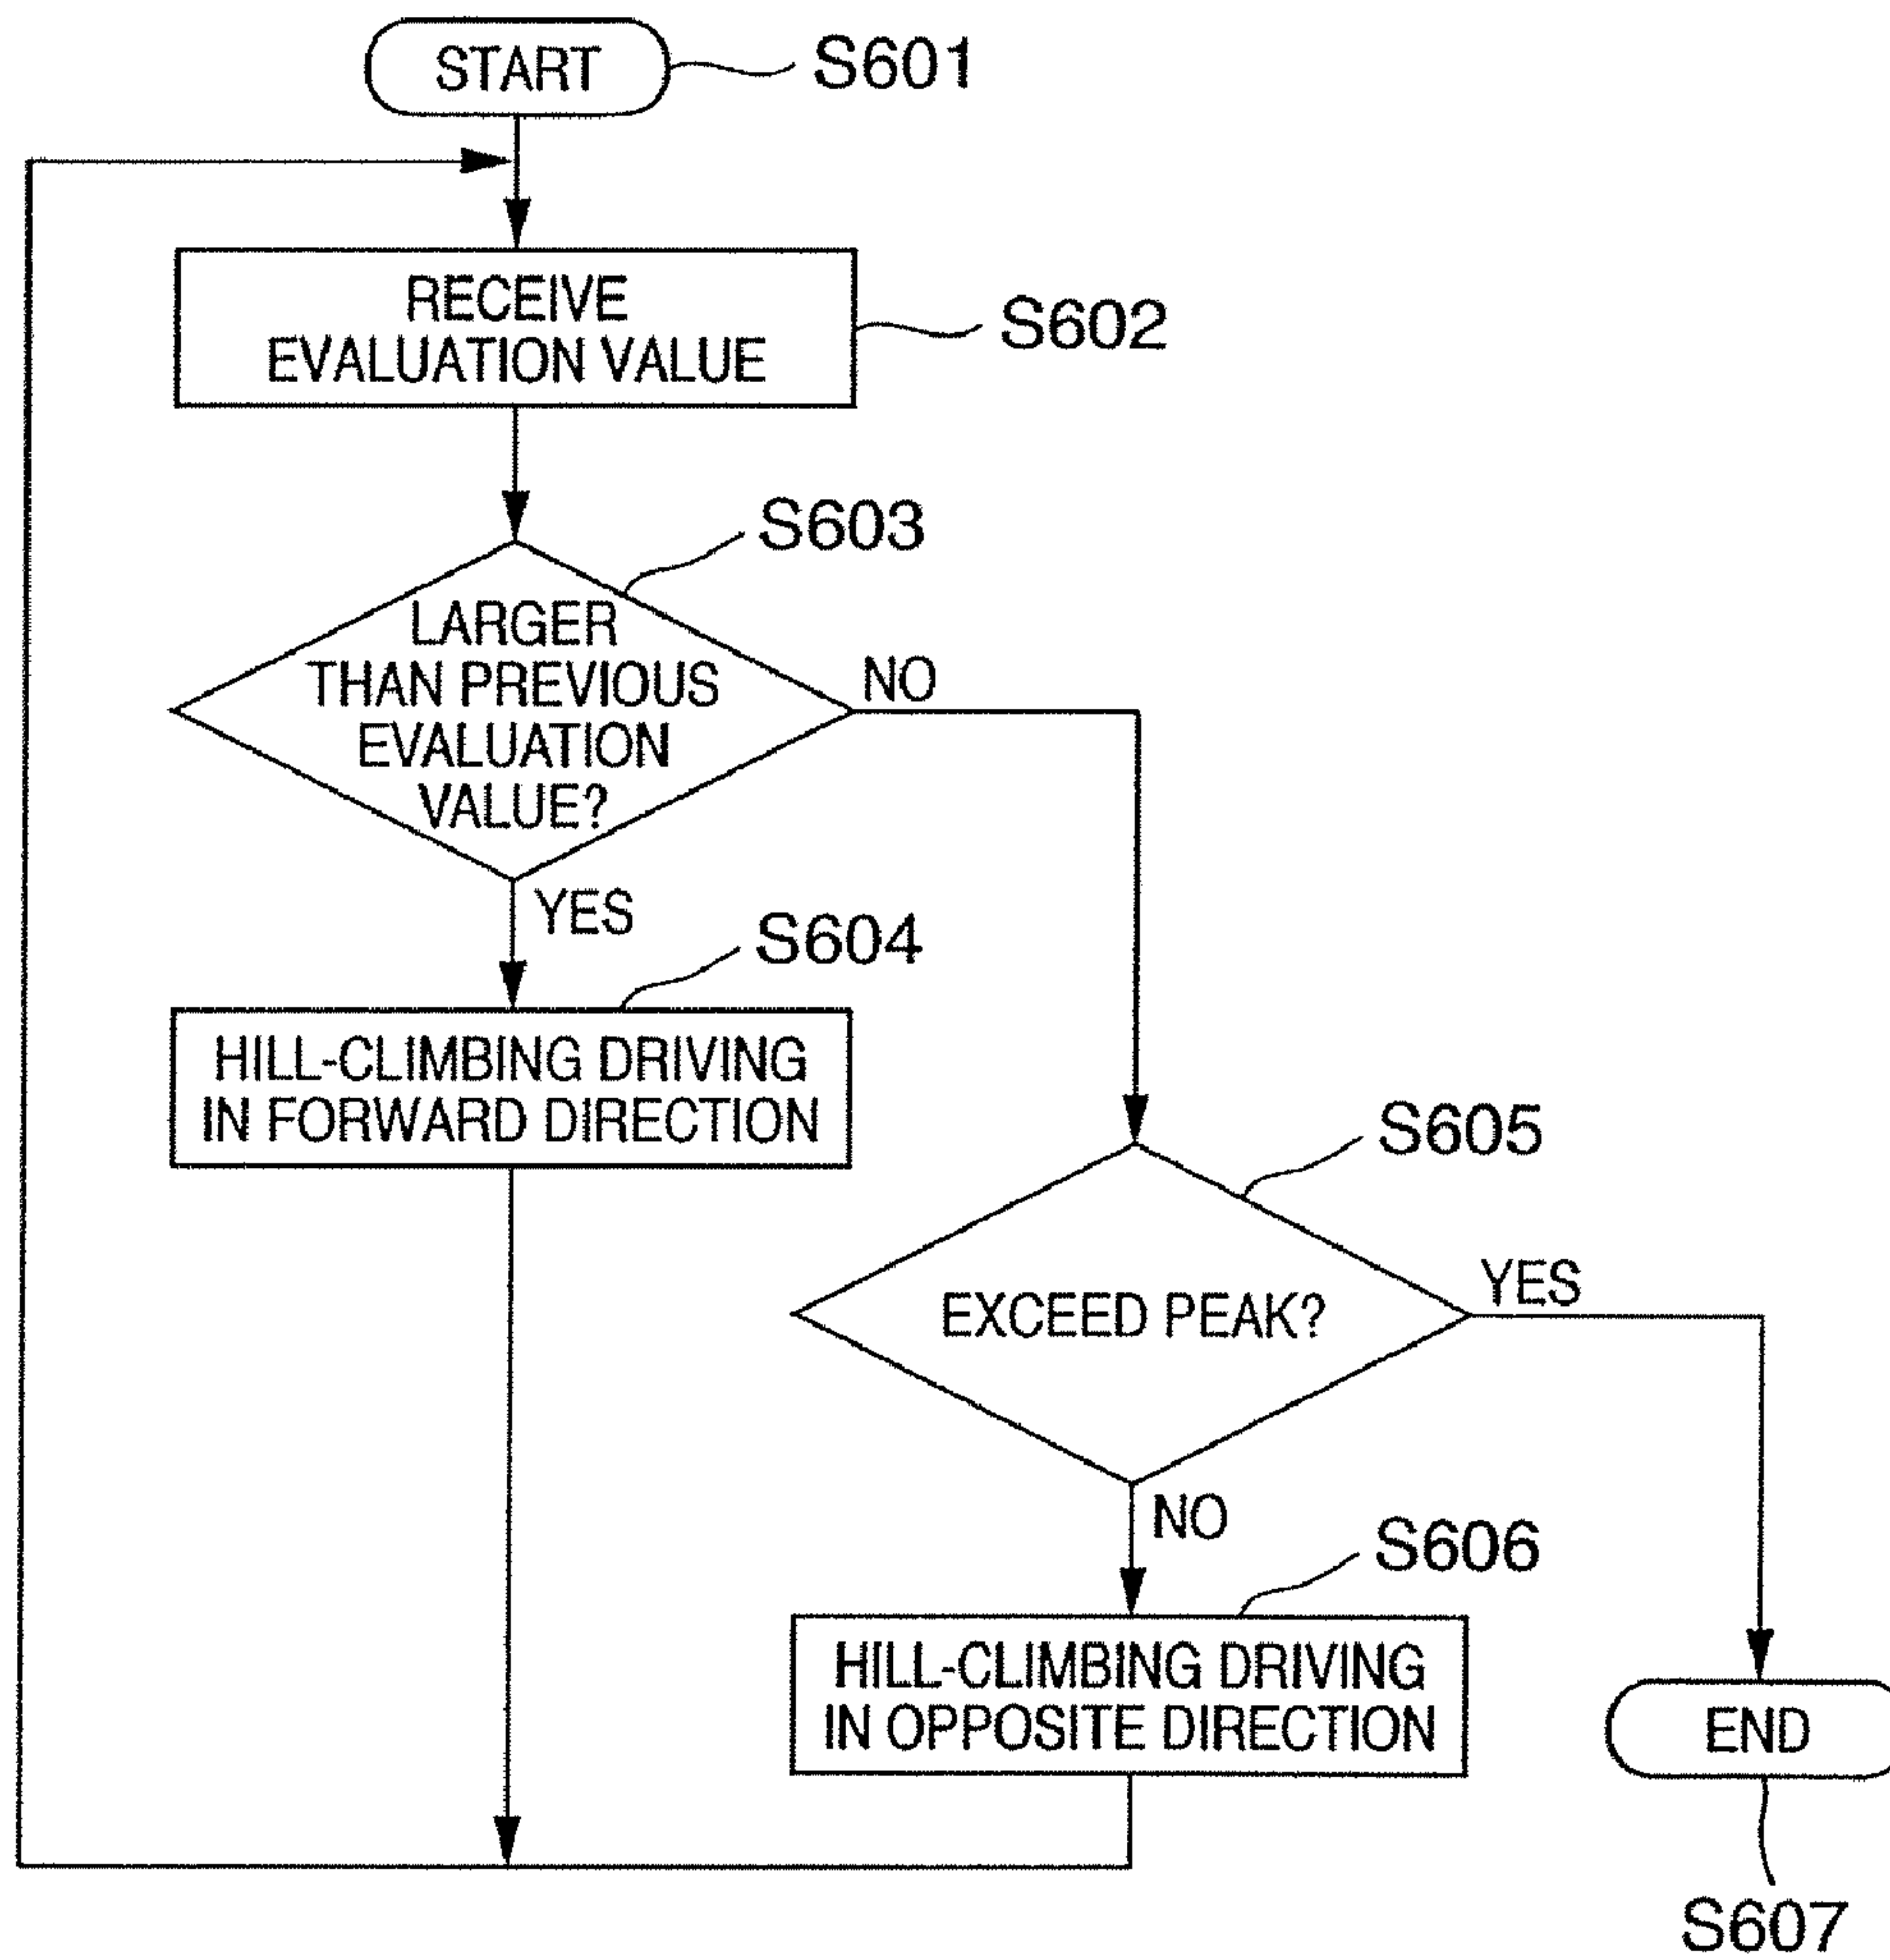 START
S601
RECEIVE
EVALUATION VALUE
S602
S603
LARGER
THAN PREVIOUS
EVALUATION
VALUE?
NO
YES
S604
HILL-CLIMBING DRIVING
IN FORWARD DIRECTION
S605
EXCEED PEAK?
YES
NO
S606
HILL-CLIMBING DRIVING
IN OPPOSITE DIRECTION
END
S607